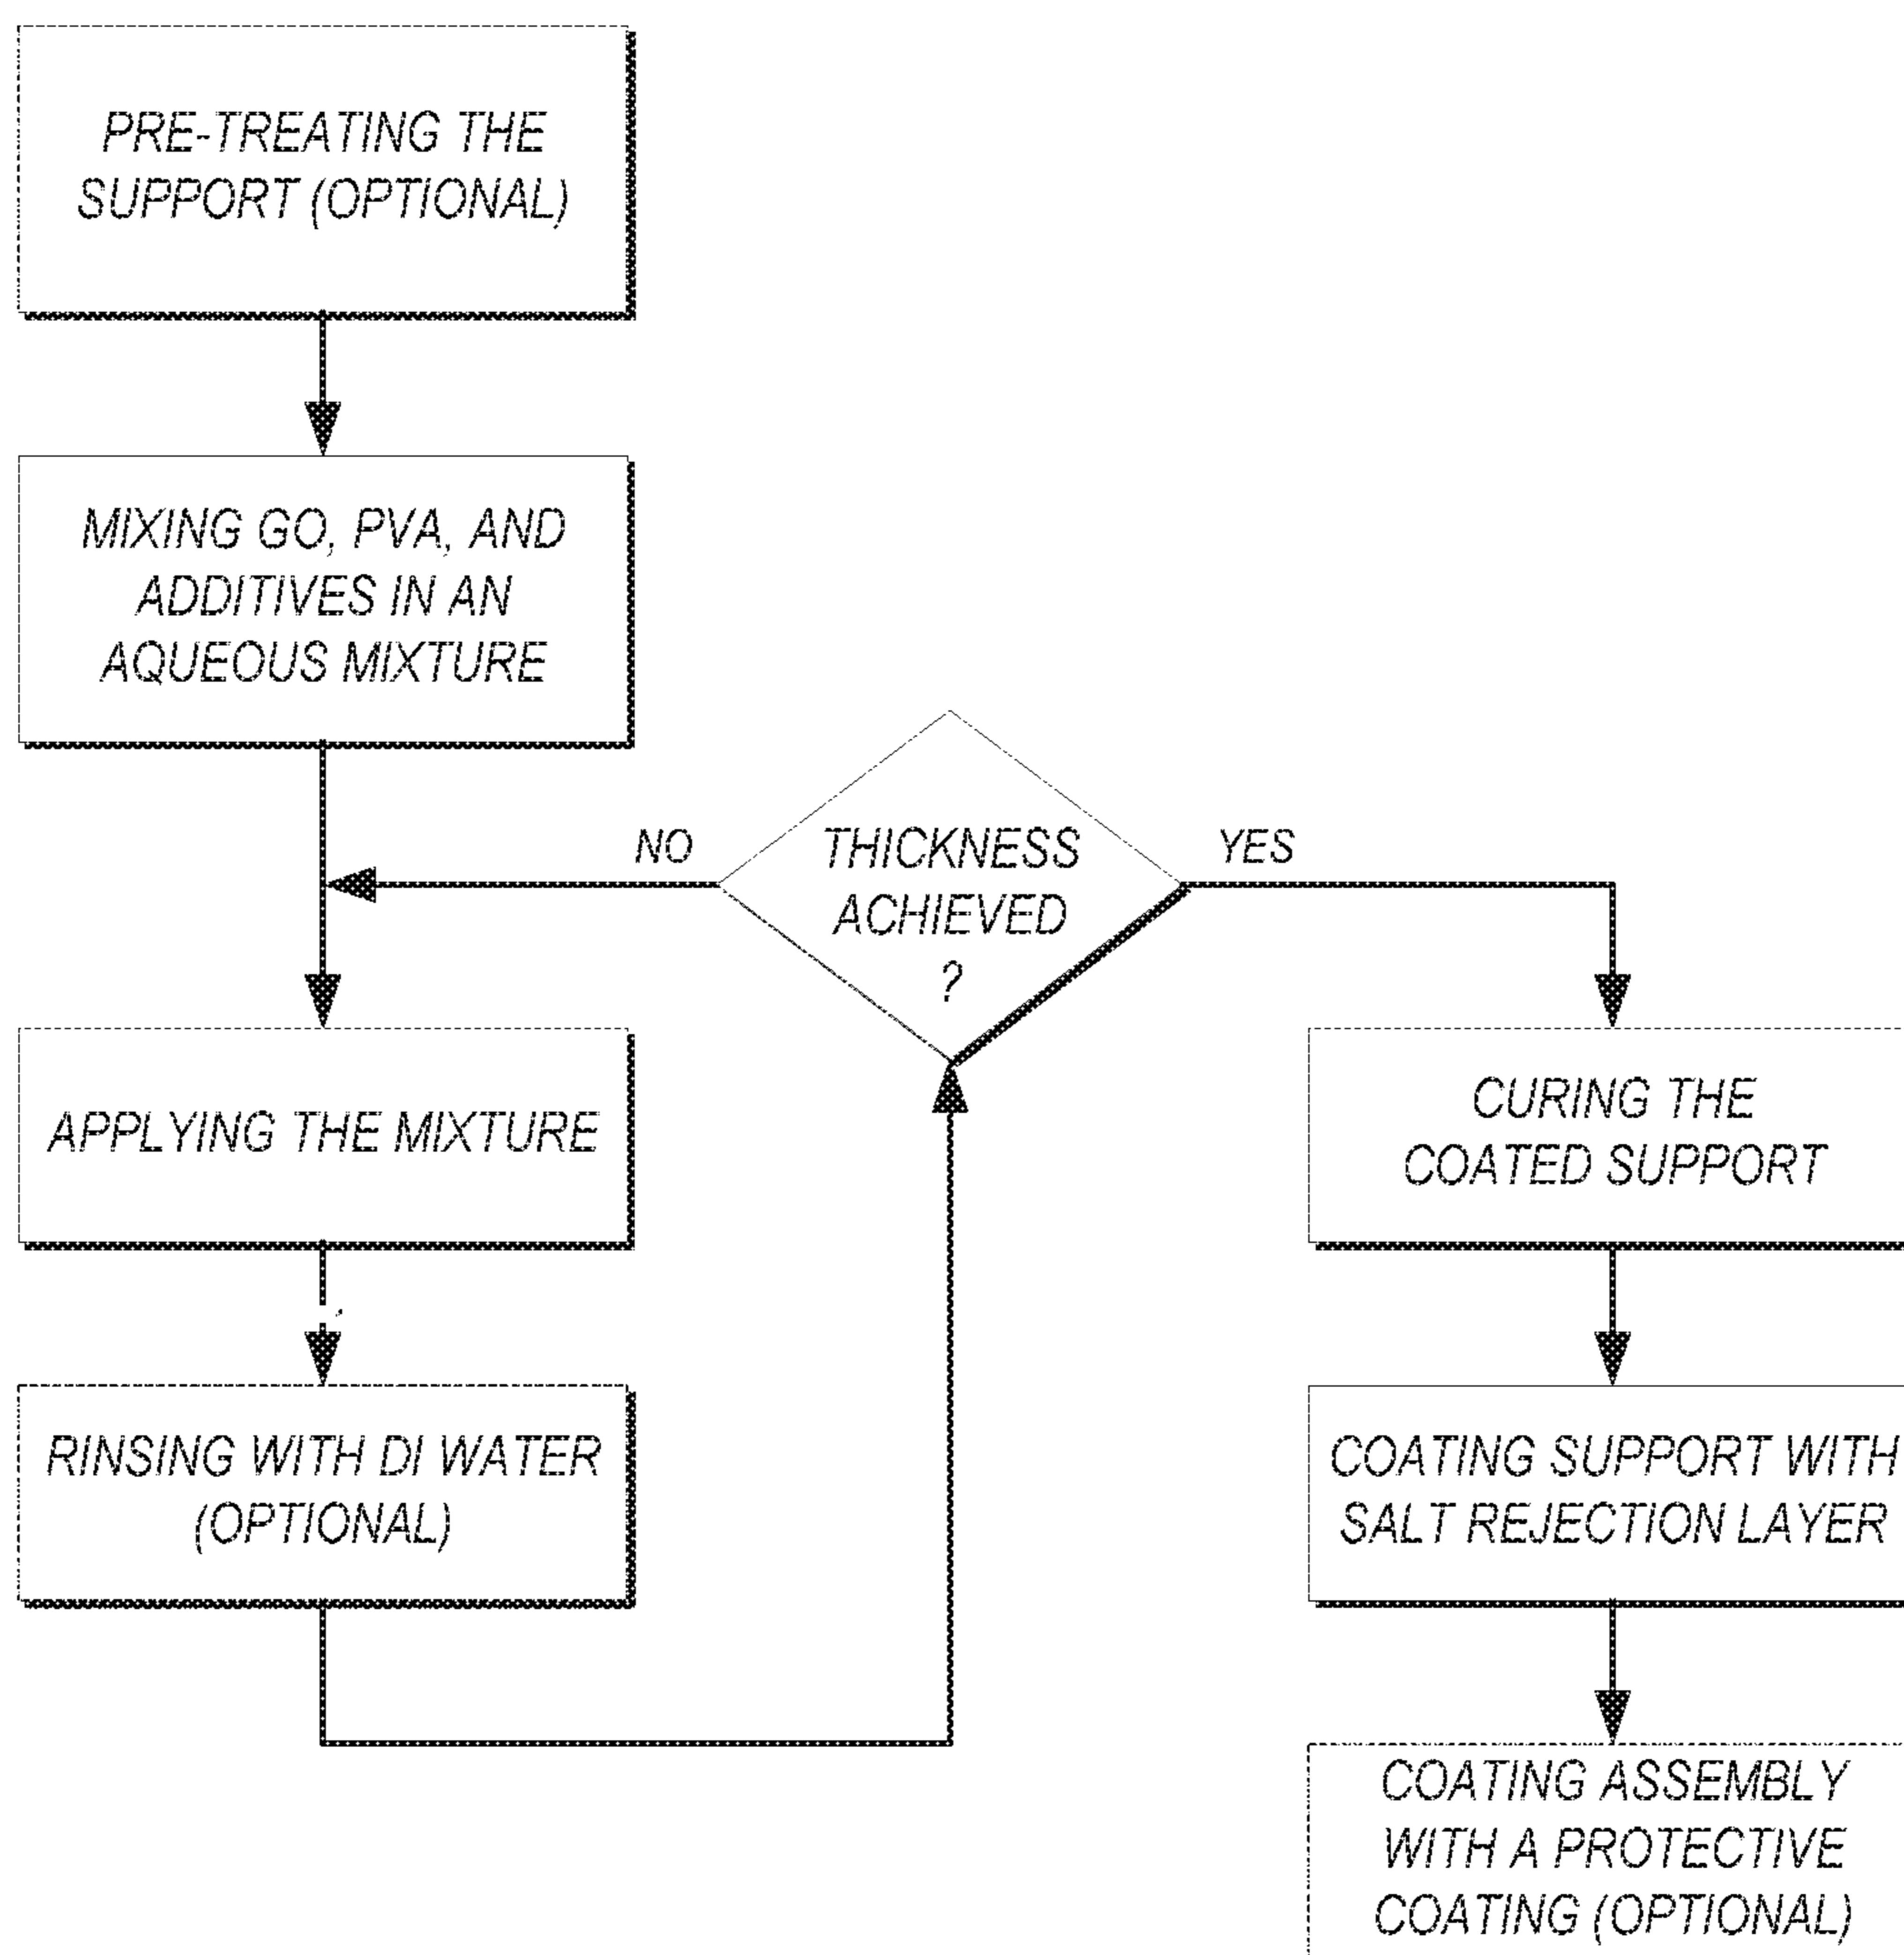 PRE-TREATING THE
SUPPORT (OPTIONAL)
MIXING GO, PVA, AND
ADDITIVES IN AN
AQUEOUS MIXTURE
NO
THICKNESS
ACHIEVED
?
YES
APPLYING THE MIXTURE
RINSING WITH DI WATER
(OPTIONAL)
CURING THE
COATED SUPPORT
COATING SUPPORT WITH
SALT REJECTION LAYER
COATING ASSEMBLY
WITH A PROTECTIVE
COATING (OPTIONAL)